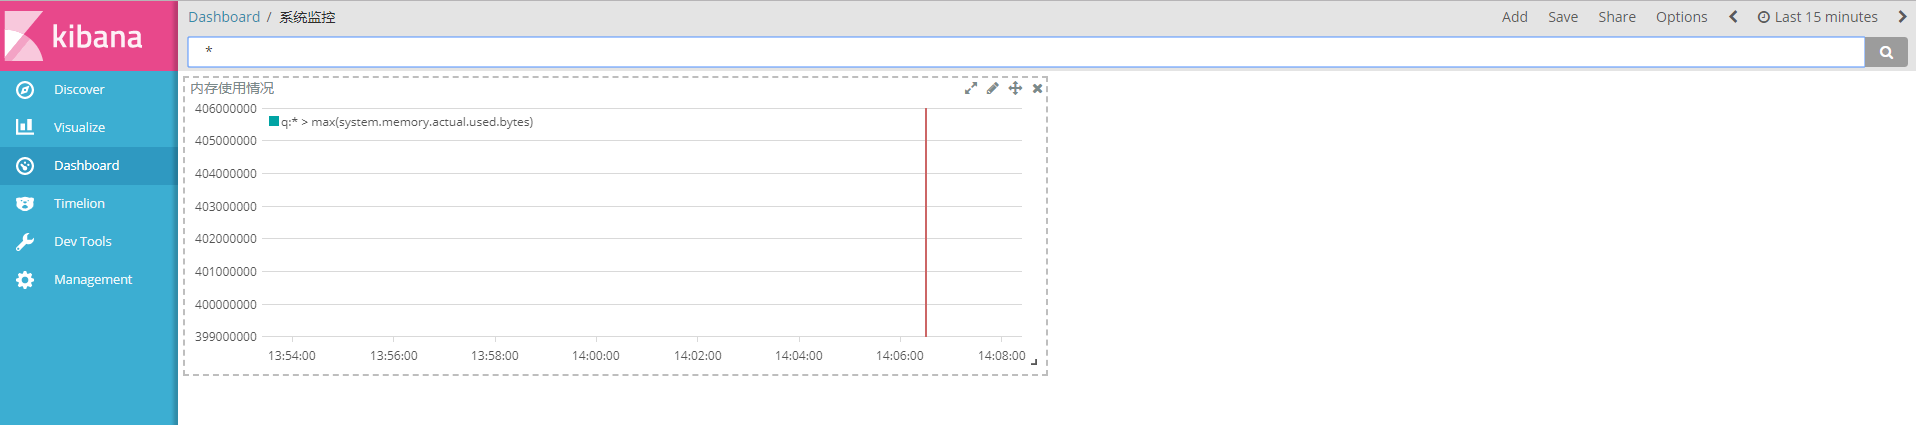 kibana
Discover
Visualize
Dashboard
Timelion
Dev Tools
Management
Dashboard / 系统监控
Add Save Share Options Last 15 minutes
*
内存使用情况
q:* > max(system.memory.actual.used.bytes)
406000000
405000000
404000000
403000000
402000000
401000000
400000000
399000000
13:54:00 13:56:00 13:58:00 14:00:00 14:02:00 14:04:00 14:06:00 14:08:00